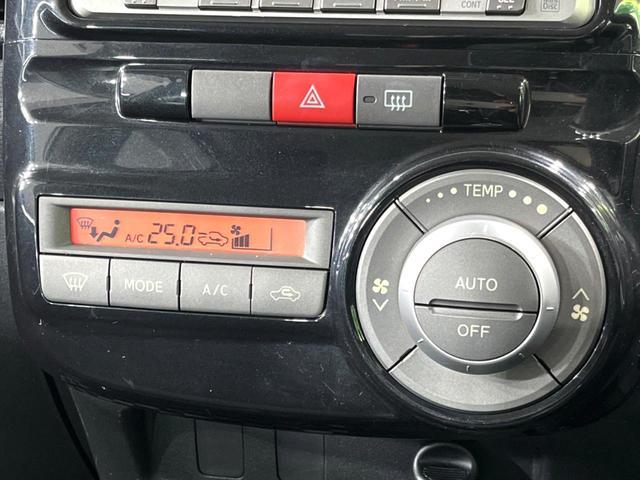 CONT
A/C 25.0
MODE
A/C
TEMP
AUTO
OFF